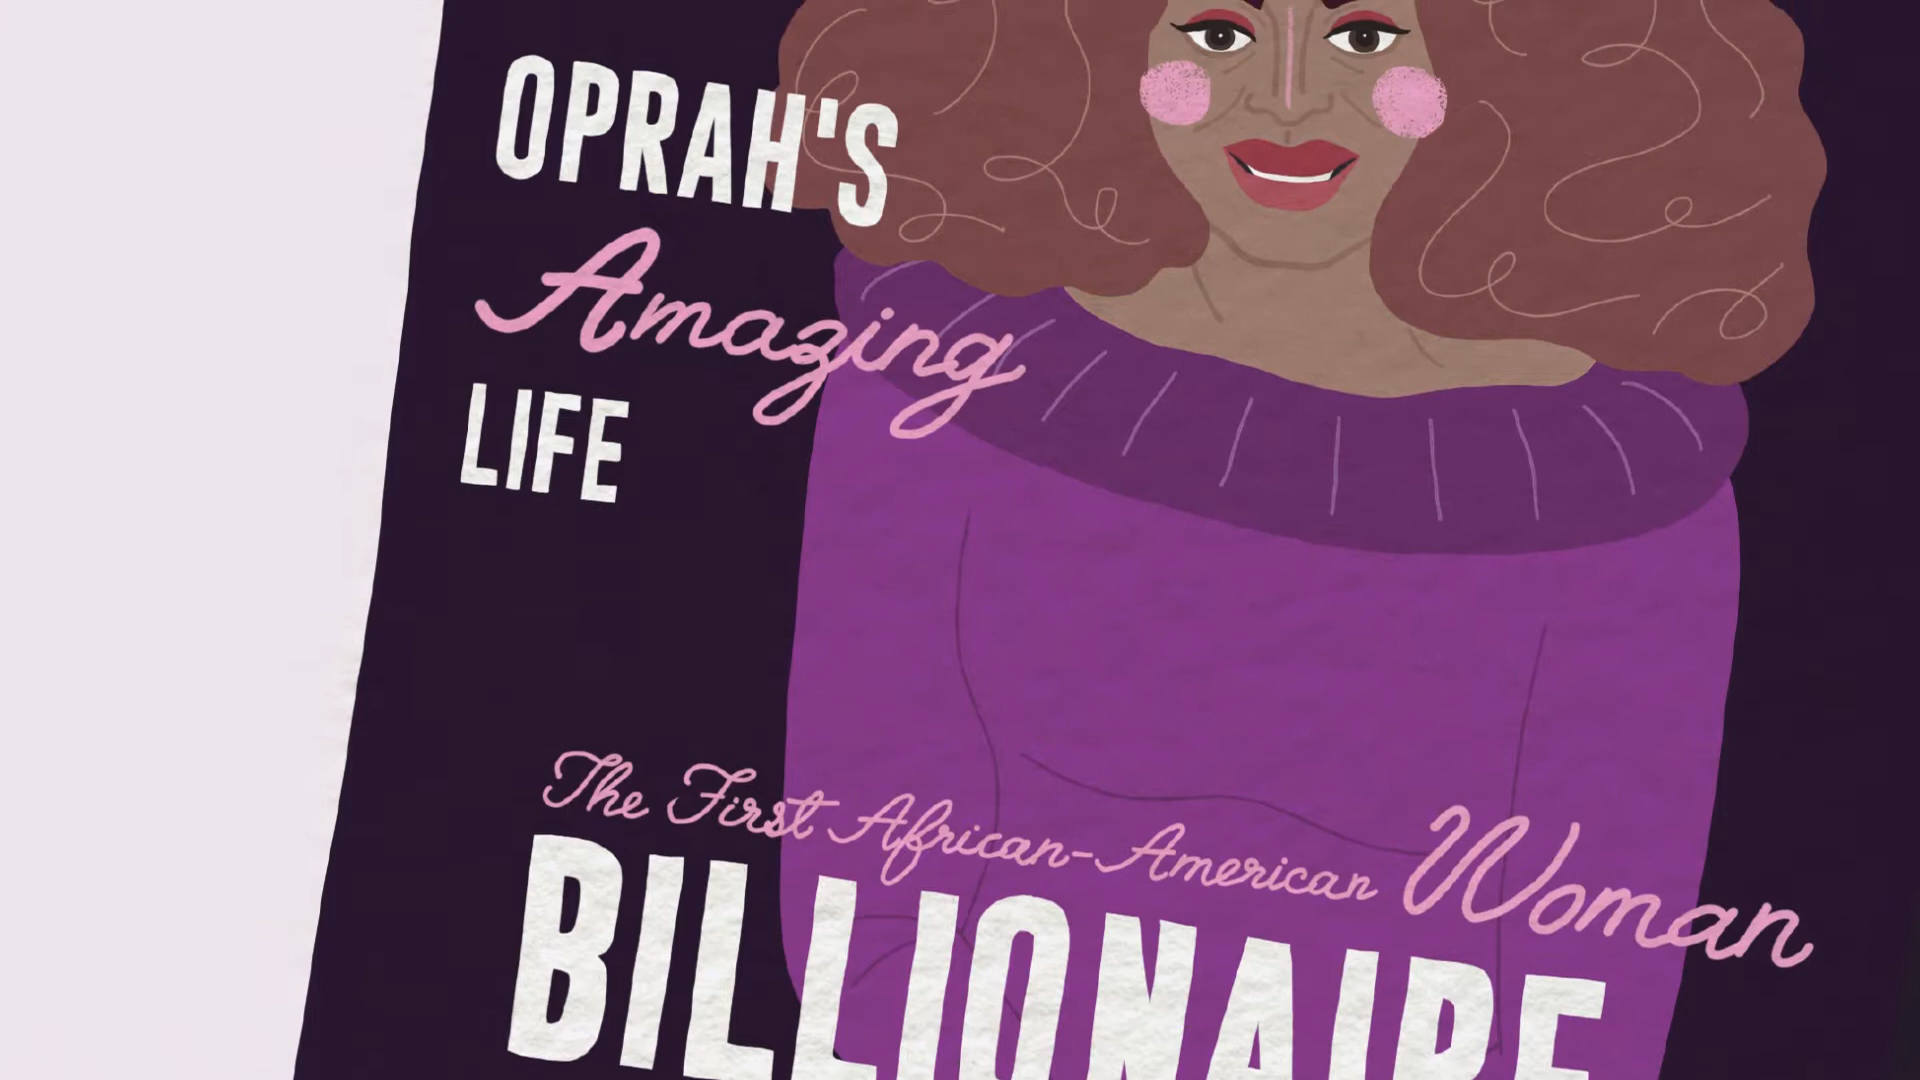 OPRAH'S
Amazing
LIFE
The First African-American Woman
BILLIONAIRE